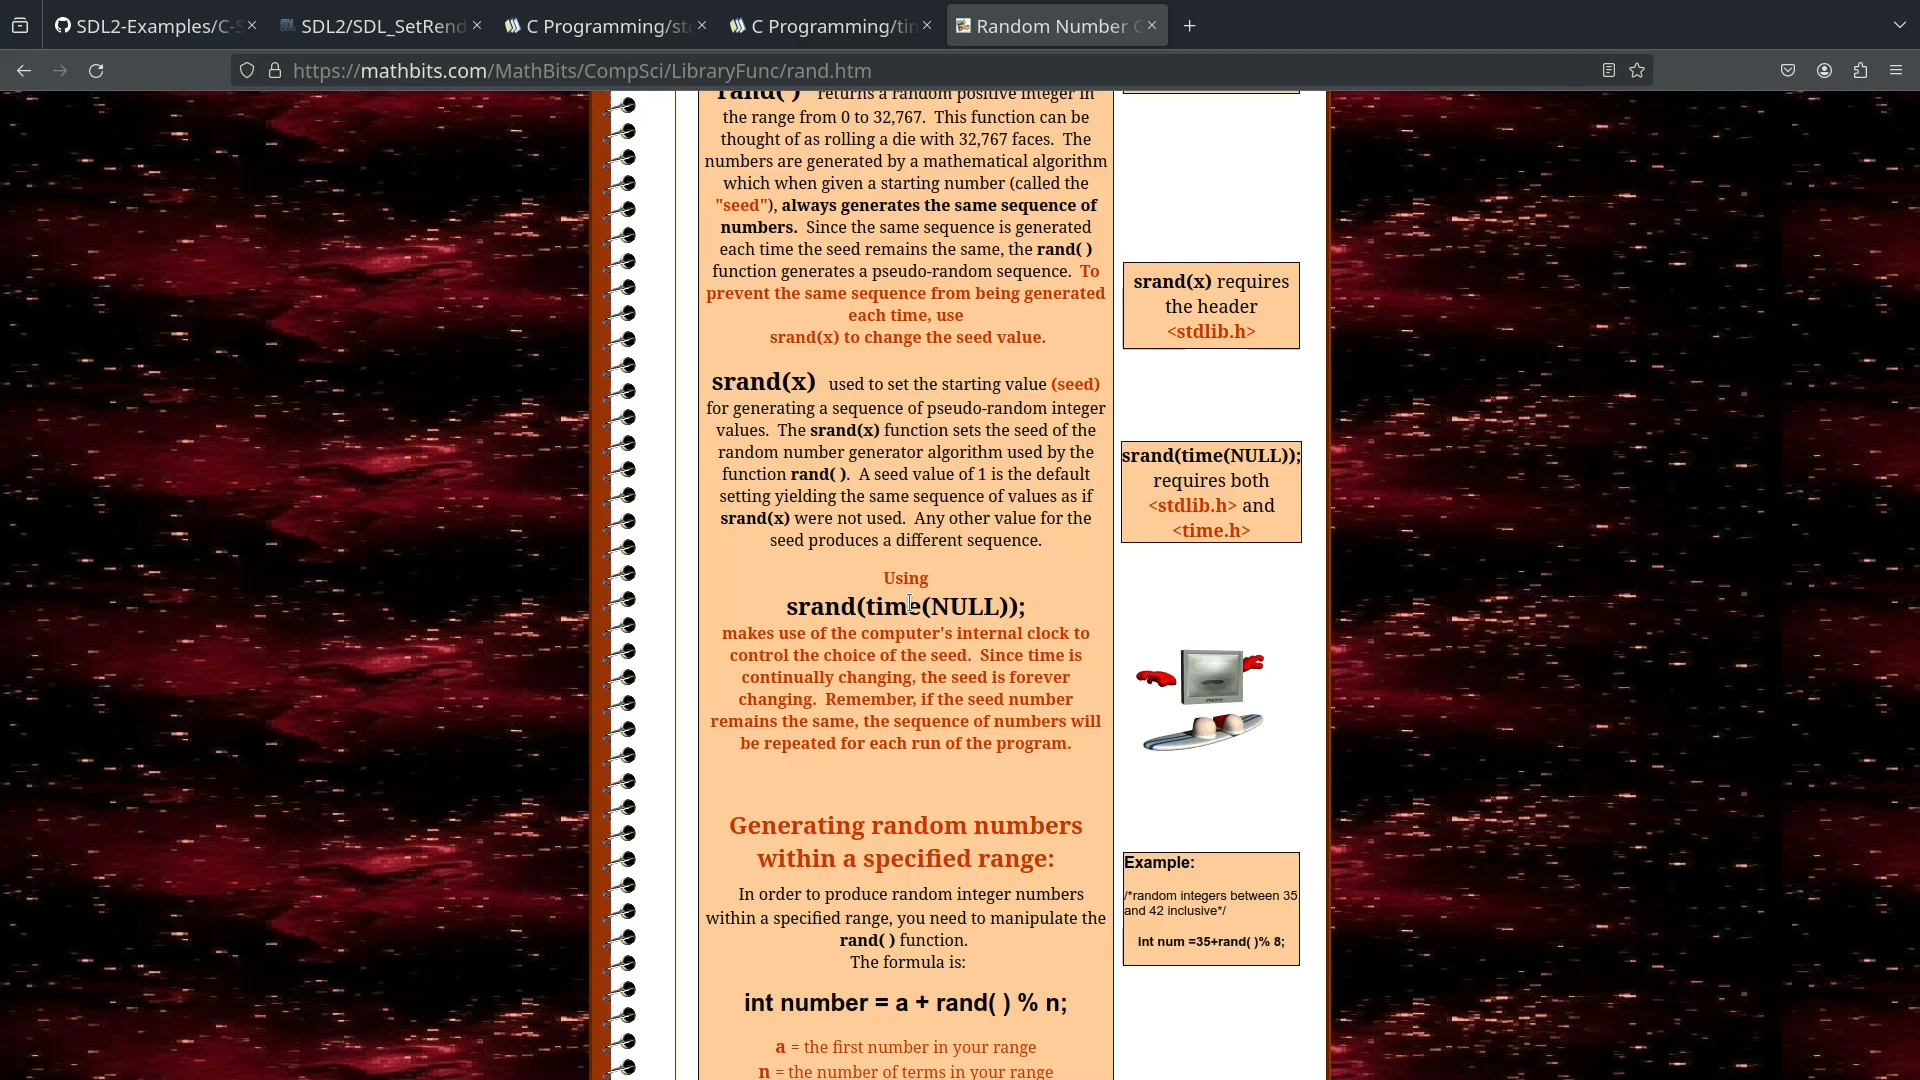 SDL2-Examples/C-S
SDL2/SDL_SetRend
C Programming/st
C Programming/tin
Random Number G
https://mathbits.com/MathBits/CompSci/LibraryFunc/rand.htm
rand( ) returns a random positive integer in
the range from 0 to 32,767. This function can be
thought of as rolling a die with 32,767 faces. The
numbers are generated by a mathematical algorithm
which when given a starting number (called the
"seed"), always generates the same sequence of
numbers. Since the same sequence is generated
each time the seed remains the same, the rand( )
function generates a pseudo-random sequence. To
prevent the same sequence from being generated
each time, use
srand(x) to change the seed value.
srand(x) requires
the header
<stdlib.h>
srand(x) used to set the starting value (seed)
for generating a sequence of pseudo-random integer
values. The srand(x) function sets the seed of the
random number generator algorithm used by the
function rand( ). A seed value of 1 is the default
setting yielding the same sequence of values as if
srand(x) were not used. Any other value for the
seed produces a different sequence.
srand(time(NULL));
requires both
<stdlib.h> and
<time.h>
Using
srand(time(NULL));
makes use of the computer's internal clock to
control the choice of the seed. Since time is
continually changing, the seed is forever
changing. Remember, if the seed number
remains the same, the sequence of numbers will
be repeated for each run of the program.
Generating random numbers
within a specified range:
In order to produce random integer numbers
within a specified range, you need to manipulate the
rand( ) function.
The formula is:
int number = a + rand( ) % n;
a = the first number in your range
n = the number of terms in your range
Example:
/*random integers between 35
and 42 inclusive*/
int num =35+rand( )% 8;